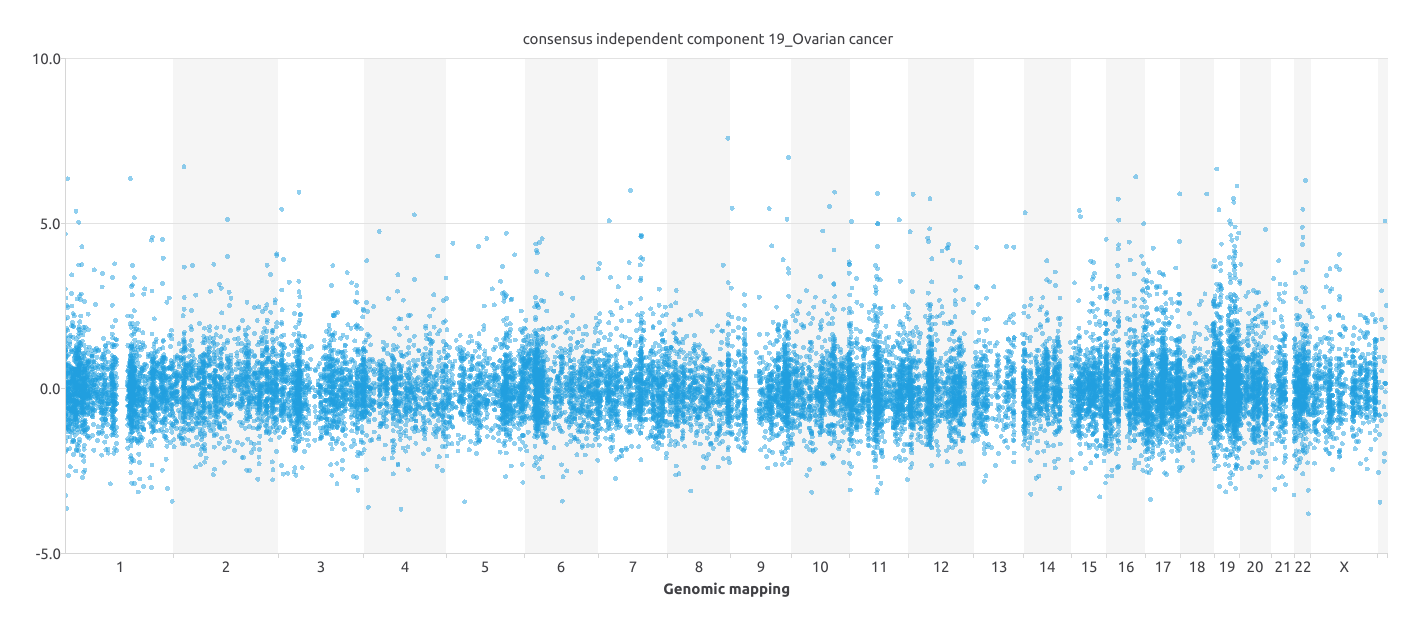 consensus independent component 19_Ovarian cancer
10.0
5.0
0.0
-5.0
1 2 3 4 5 6 7 8 9 10 11 12 13 14 15 16 17 18 19 20 21 22 X
Genomic mapping